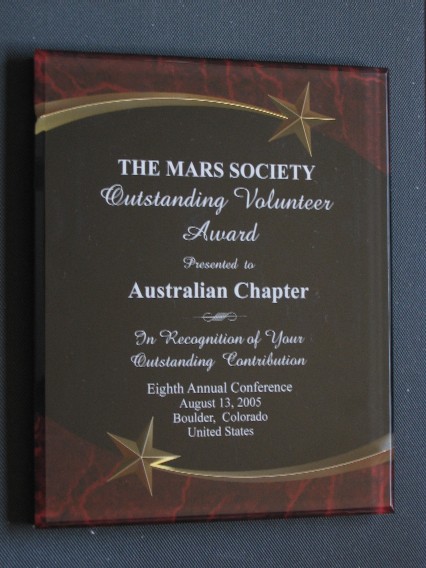 THE MARS SOCIETY
Outstanding Volunteer
Award
Presented to
Australian Chapter
In Recognition of Your
Outstanding Contribution
Eighth Annual Conference
August 13, 2005
Boulder, Colorado
United States